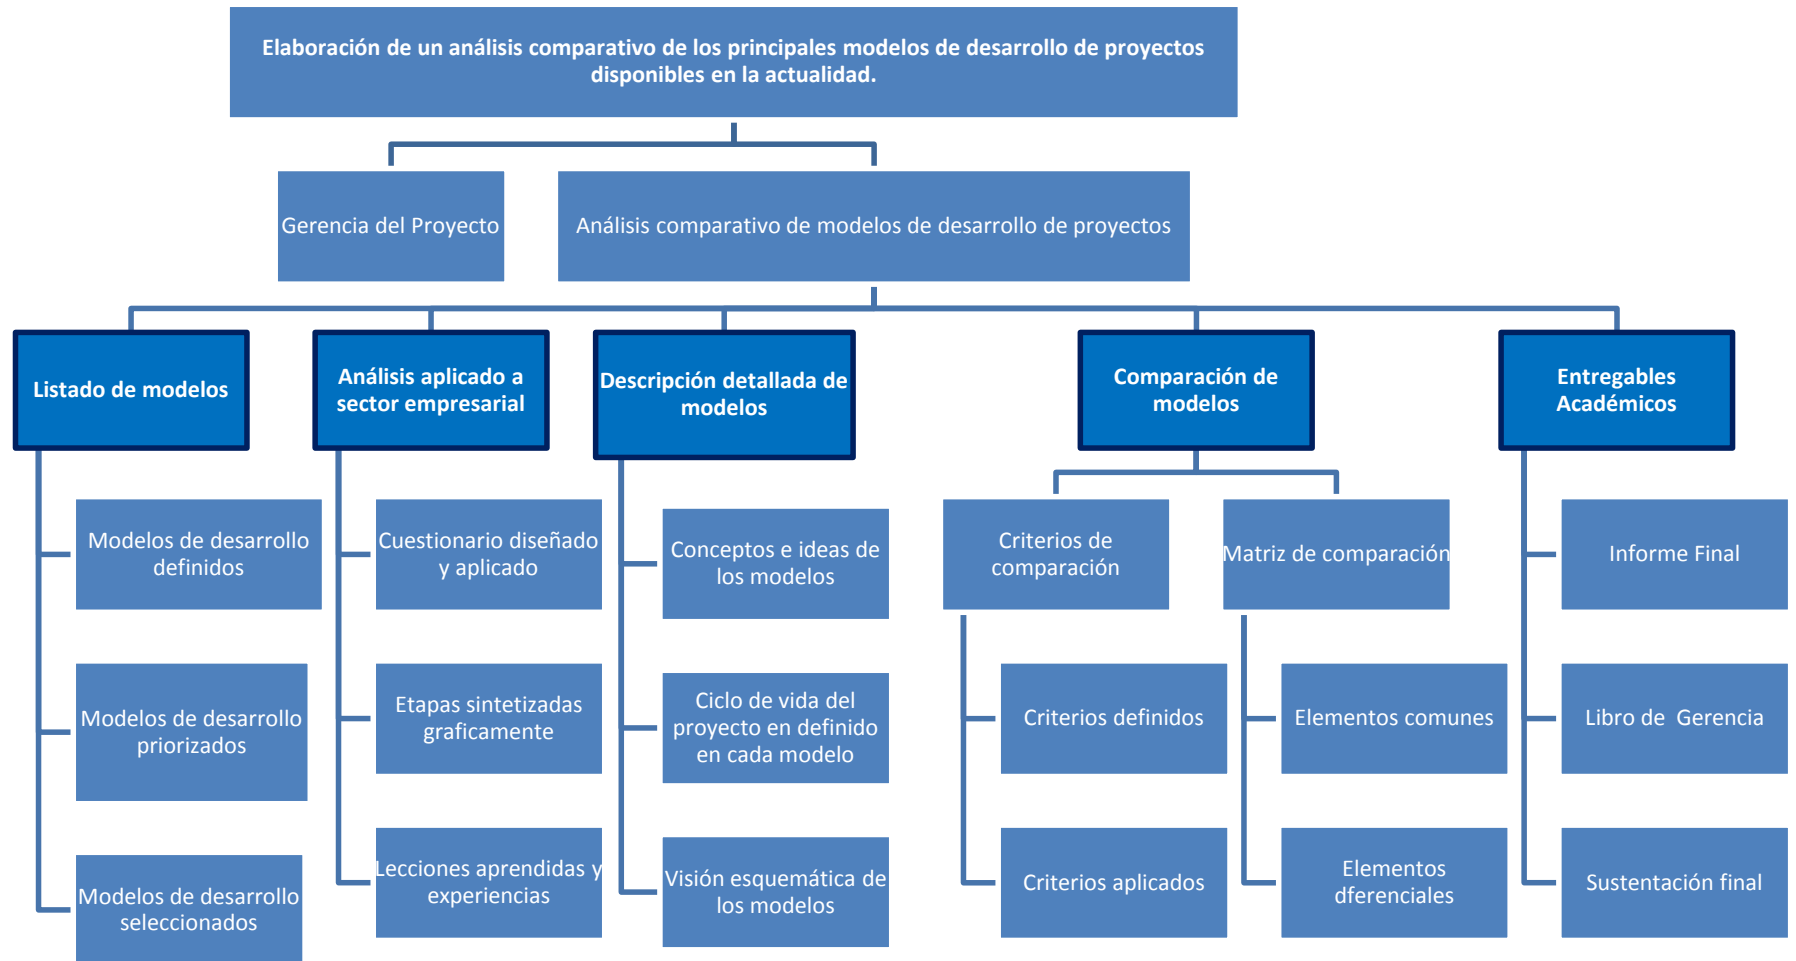 Elaboración de un análisis comparativo de los principales modelos de desarrollo de proyectos
disponibles en la actualidad.
Gerencia del Proyecto
Análisis comparativo de modelos de desarrollo de proyectos
Listado de modelos
Análisis aplicado a
sector empresarial
Descripción detallada de
modelos
Comparación de
modelos
Entregables
Académicos
Modelos de desarrollo
definidos
Modelos de desarrollo
priorizados
Modelos de desarrollo
seleccionados
Cuestionario diseñado
y aplicado
Etapas sintetizadas
graficamente
Lecciones aprendidas y
experiencias
Conceptos e ideas de
los modelos
Ciclo de vida del
proyecto en definido
en cada modelo
Visión esquemática de
los modelos
Criterios de
comparación
Criterios definidos
Criterios aplicados
Matriz de comparación
Elementos comunes
Elementos
dferenciales
Informe Final
Libro de  Gerencia
Sustentación final